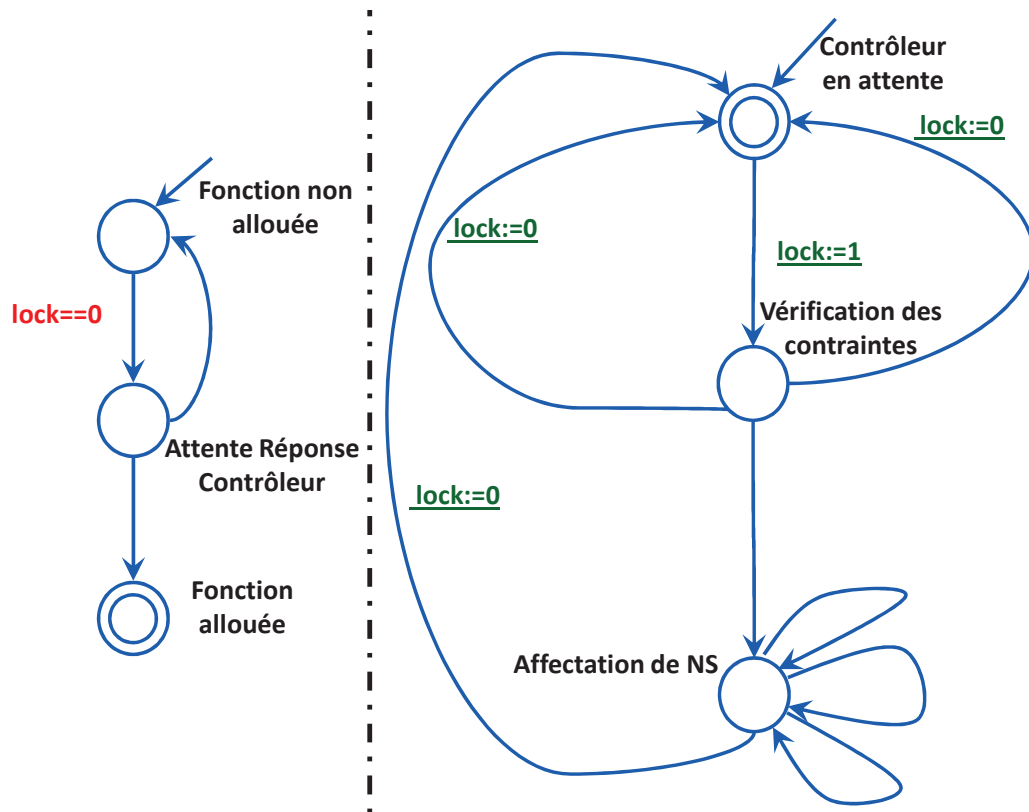 Fonction non
allouée
lock==0
Attente Réponse
Contrôleur
Fonction
allouée
Contrôleur
en attente
lock:=0
lock:=0
lock:=1
Vérification des
contraintes
lock:=0
Affectation de NS